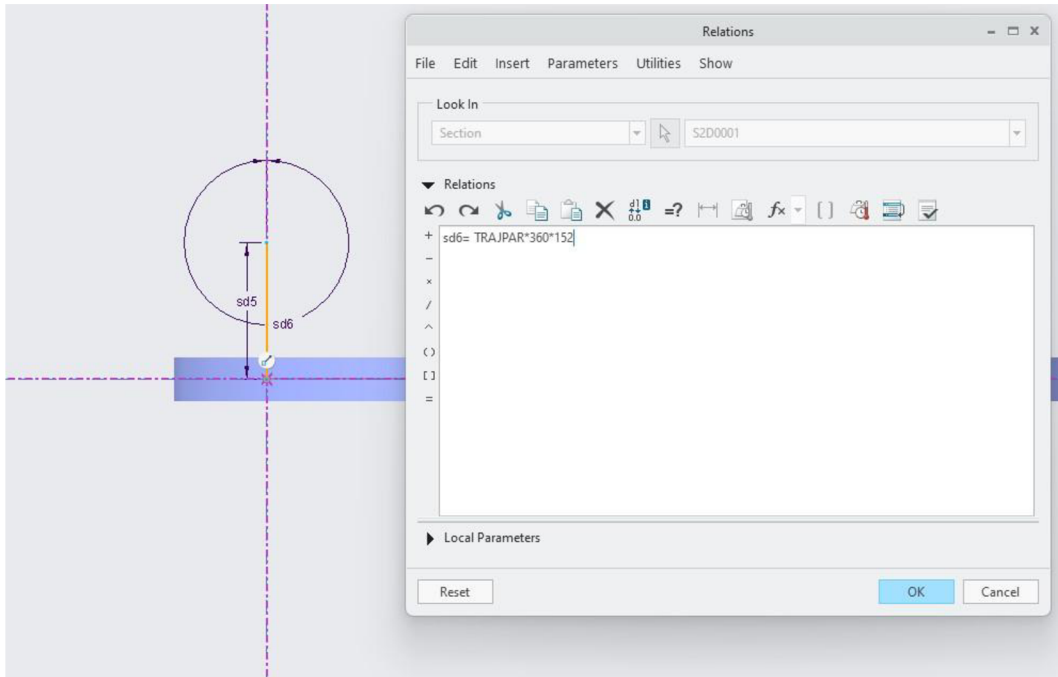 Relations
File Edit Insert Parameters Utilities Show
Look In
Section S2D0001
Relations
=? fx [ ]
sd6= TRAJPAR*360*152
sd5
sd6
Local Parameters
Reset OK Cancel